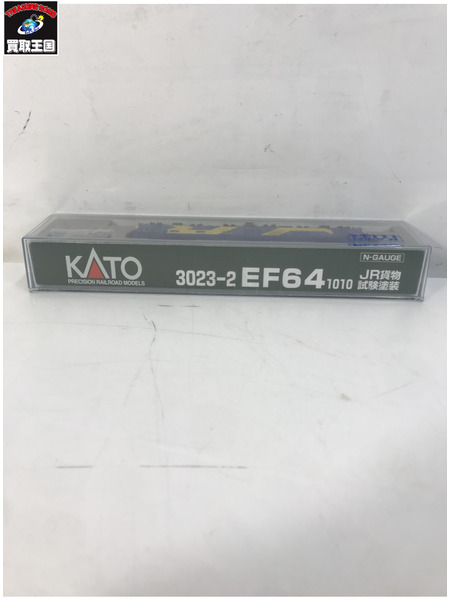 買取王国
KATO
PRECISION RAILROAD MODELS
3023-2 EF64 1010
N-GAUGE
JR貨物
試験塗装